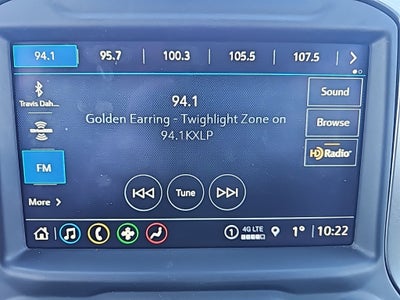 94.1 95.7 100.3 105.5 107.5 >
94.1
Golden Earring - Twighlight Zone on
94.1KXLP
Travis Dah...
FM
More >
Sound
Browse
HD Radio
Tune
1 4G LTE 1° 10:22